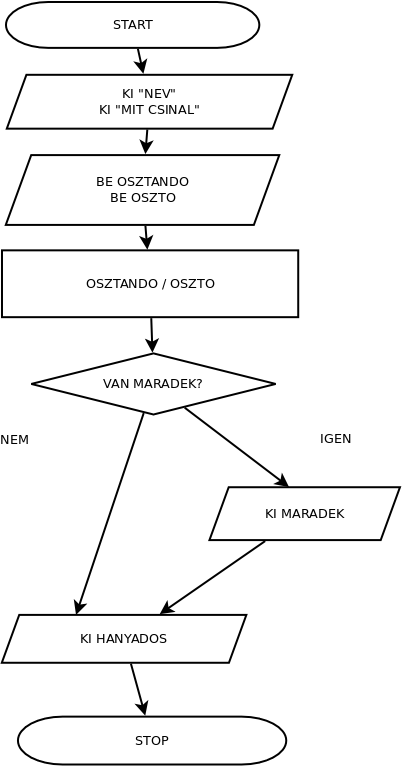 START
KI "NEV"
KI "MIT CSINAL"
BE OSZTANDO
BE OSZTO
OSZTANDO / OSZTO
VAN MARADEK?
NEM
IGEN
KI MARADEK
KI HANYADOS
STOP